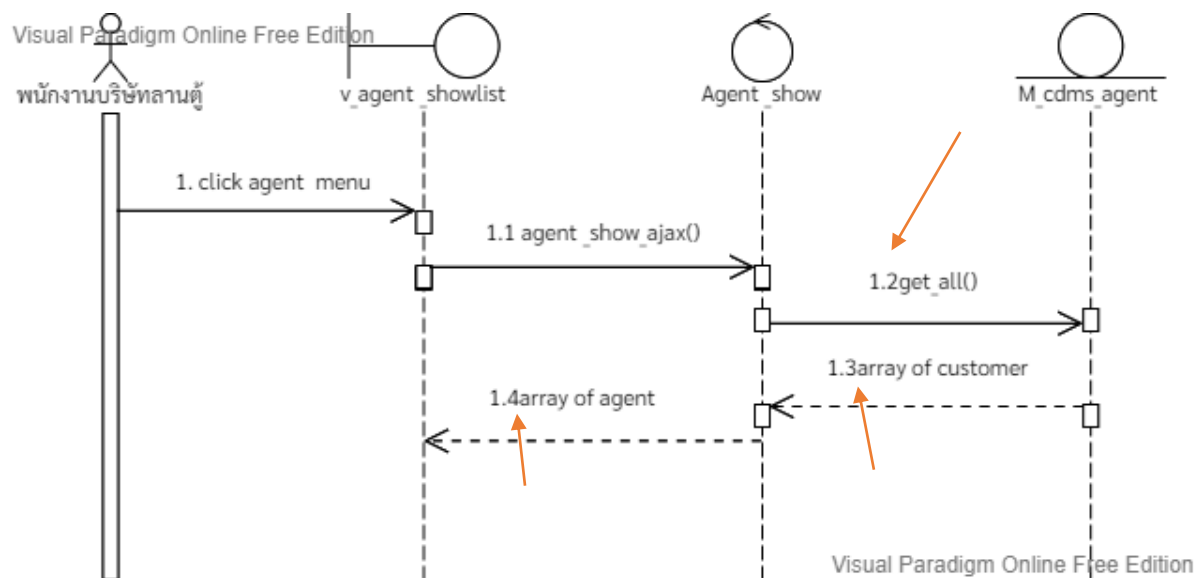 Visual Paradigm Online Free Edition
พนักงานบริษัทลานตู้
v_agent_showlist
Agent_show
M_cdms_agent
1. click agent menu
1.1 agent_show_ajax()
1.2get_all()
1.3array of customer
1.4array of agent
Visual Paradigm Online Free Edition